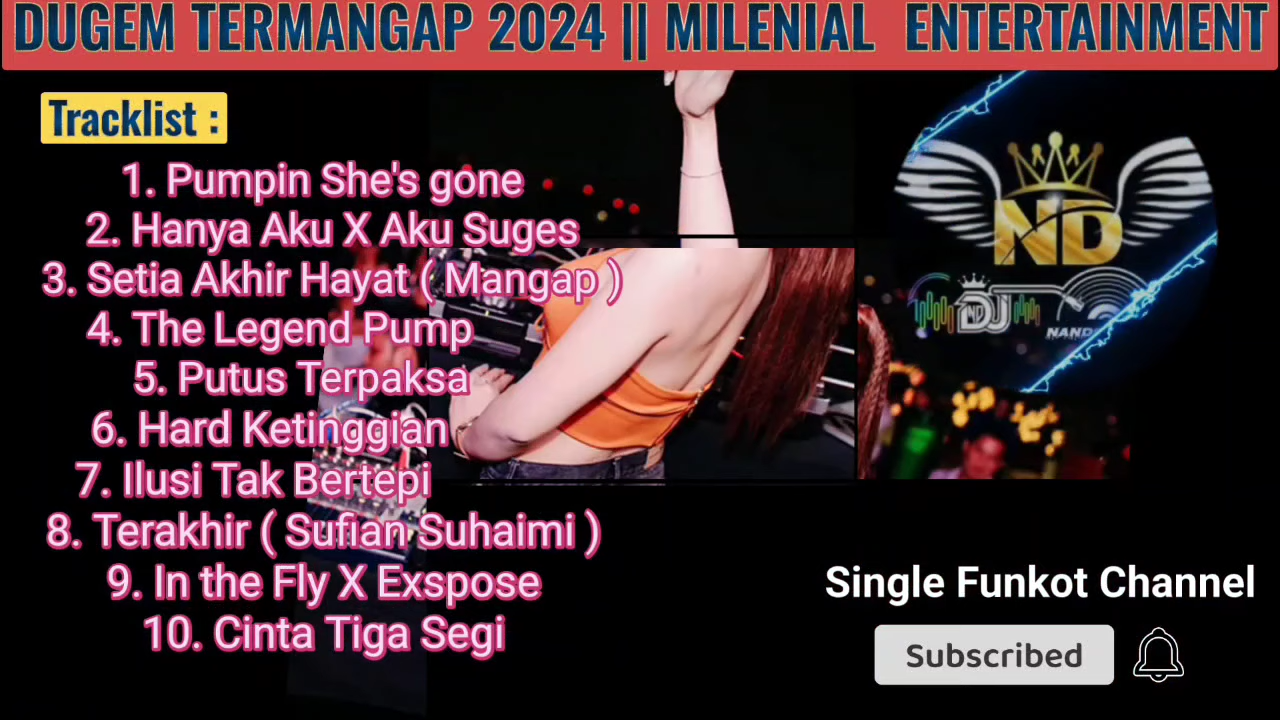 DUGEM TERMANGAP 2024 || MILENIAL ENTERTAINMENT
Tracklist :
1. Pumpin She's gone
2. Hanya Aku X Aku Suges
3. Setia Akhir Hayat ( Mangap )
4. The Legend Pump
5. Putus Terpaksa
6. Hard Ketinggian
7. Ilusi Tak Bertepi
8. Terakhir ( Sufian Suhaimi )
9. In the Fly X Exspose
10. Cinta Tiga Segi
ND
ND
DJ
Single Funkot Channel
Subscribed